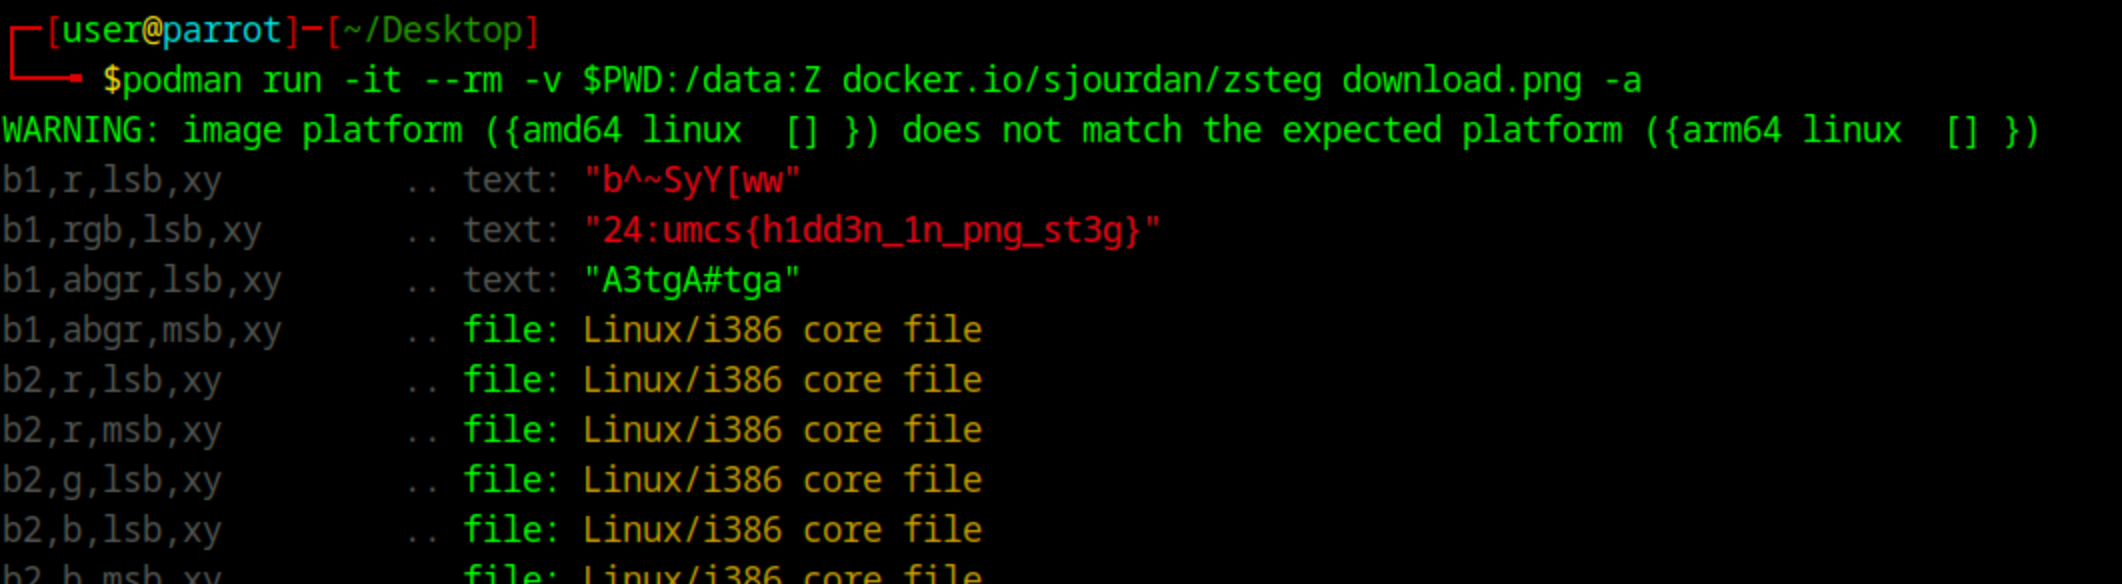 ┌─[user@parrot]─[~/Desktop]
└──╼ $podman run -it --rm -v $PWD:/data:Z docker.io/sjourdan/zsteg download.png -a
WARNING: image platform ({amd64 linux  [] }) does not match the expected platform ({arm64 linux  [] })
b1,r,lsb,xy         .. text: "b^~SyY[ww"
b1,rgb,lsb,xy       .. text: "24:umcs{h1dd3n_1n_png_st3g}"
b1,abgr,lsb,xy      .. text: "A3tgA#tga"
b1,abgr,msb,xy      .. file: Linux/i386 core file
b2,r,lsb,xy         .. file: Linux/i386 core file
b2,r,msb,xy         .. file: Linux/i386 core file
b2,g,lsb,xy         .. file: Linux/i386 core file
b2,b,lsb,xy         .. file: Linux/i386 core file
b2,b,msb,xy         .. file: Linux/i386 core file